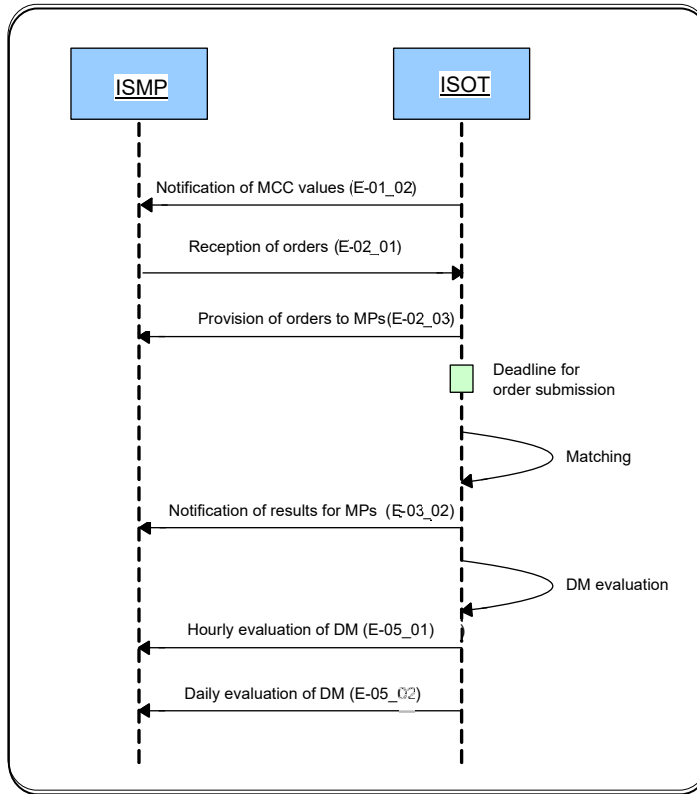 ISMP
ISOT
Notification of MCC values (E-01_02)
Reception of orders (E-02_01)
Provision of orders to MPs(E-02_03)
Deadline for
order submission
Matching
Notification of results for MPs (E-03_02)
DM evaluation
Hourly evaluation of DM (E-05_01) )
Daily evaluation of DM (E-05_02)